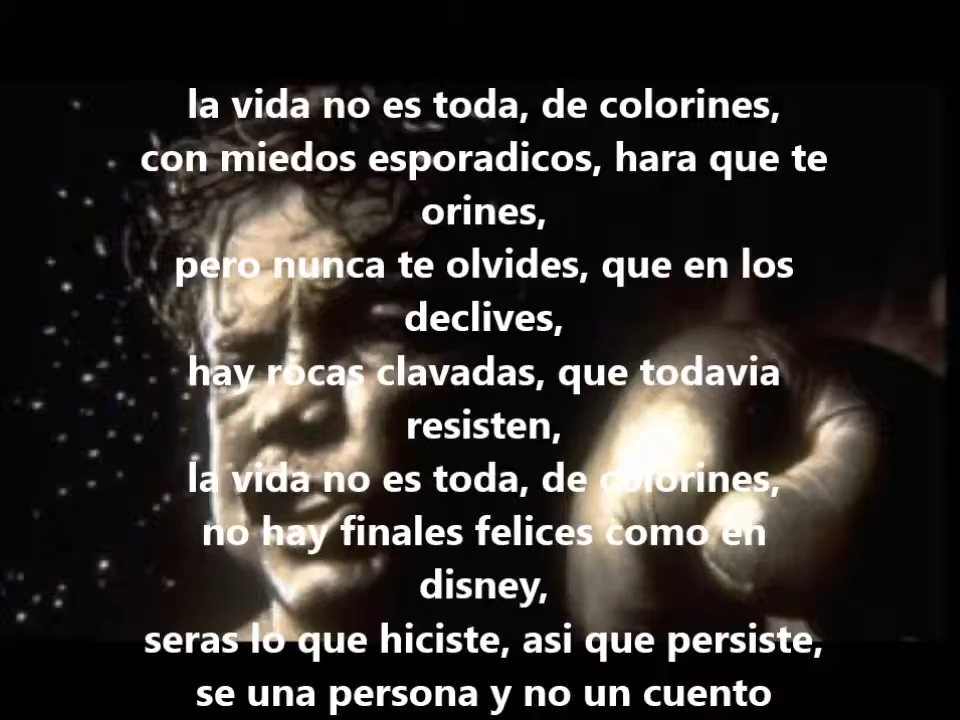 la vida no es toda, de colorines,
con miedos esporadicos, hara que te
orines,
pero nunca te olvides, que en los
declives,
hay rocas clavadas, que todavia
resisten,
la vida no es toda, de colorines,
no hay finales felices como en
disney,
seras lo que hiciste, asi que persiste,
se una persona y no un cuento